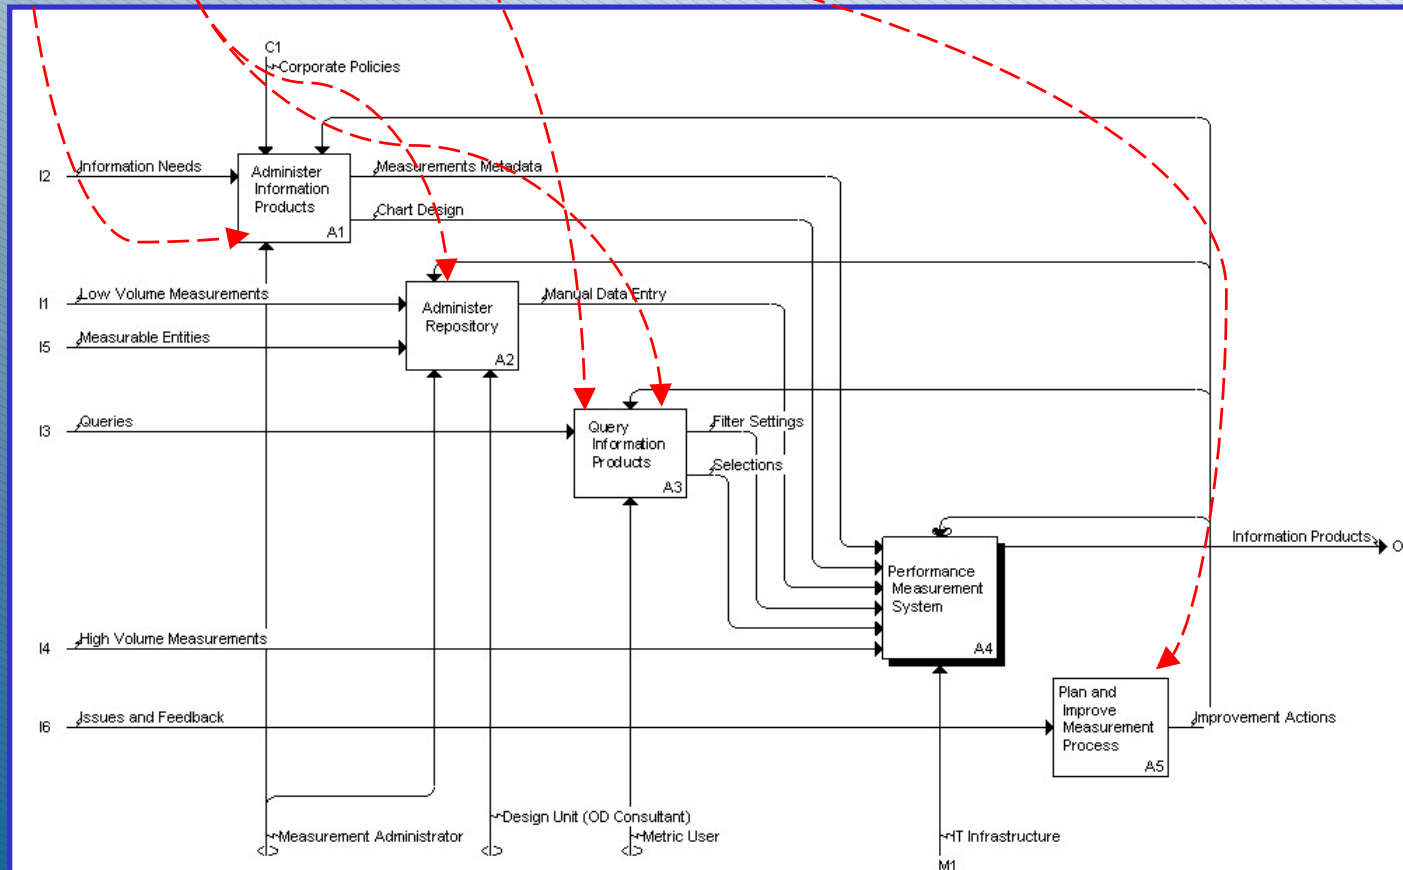 C1
Corporate Policies
I2
Information Needs
Administer
Information
Products
A1
Measurements Metadata
Chart Design
I1
Low Volume Measurements
I5
Measurable Entities
Administer
Repository
A2
Manual Data Entry
I3
Queries
Query
Information
Products
A3
Filter Settings
Selections
Information Products
O
Performance
Measurement
System
A4
I4
High Volume Measurements
I6
Issues and Feedback
Plan and
Improve
Measurement
Process
A5
Improvement Actions
Measurement Administrator
Design Unit (OD Consultant)
Metric User
IT Infrastructure
M1